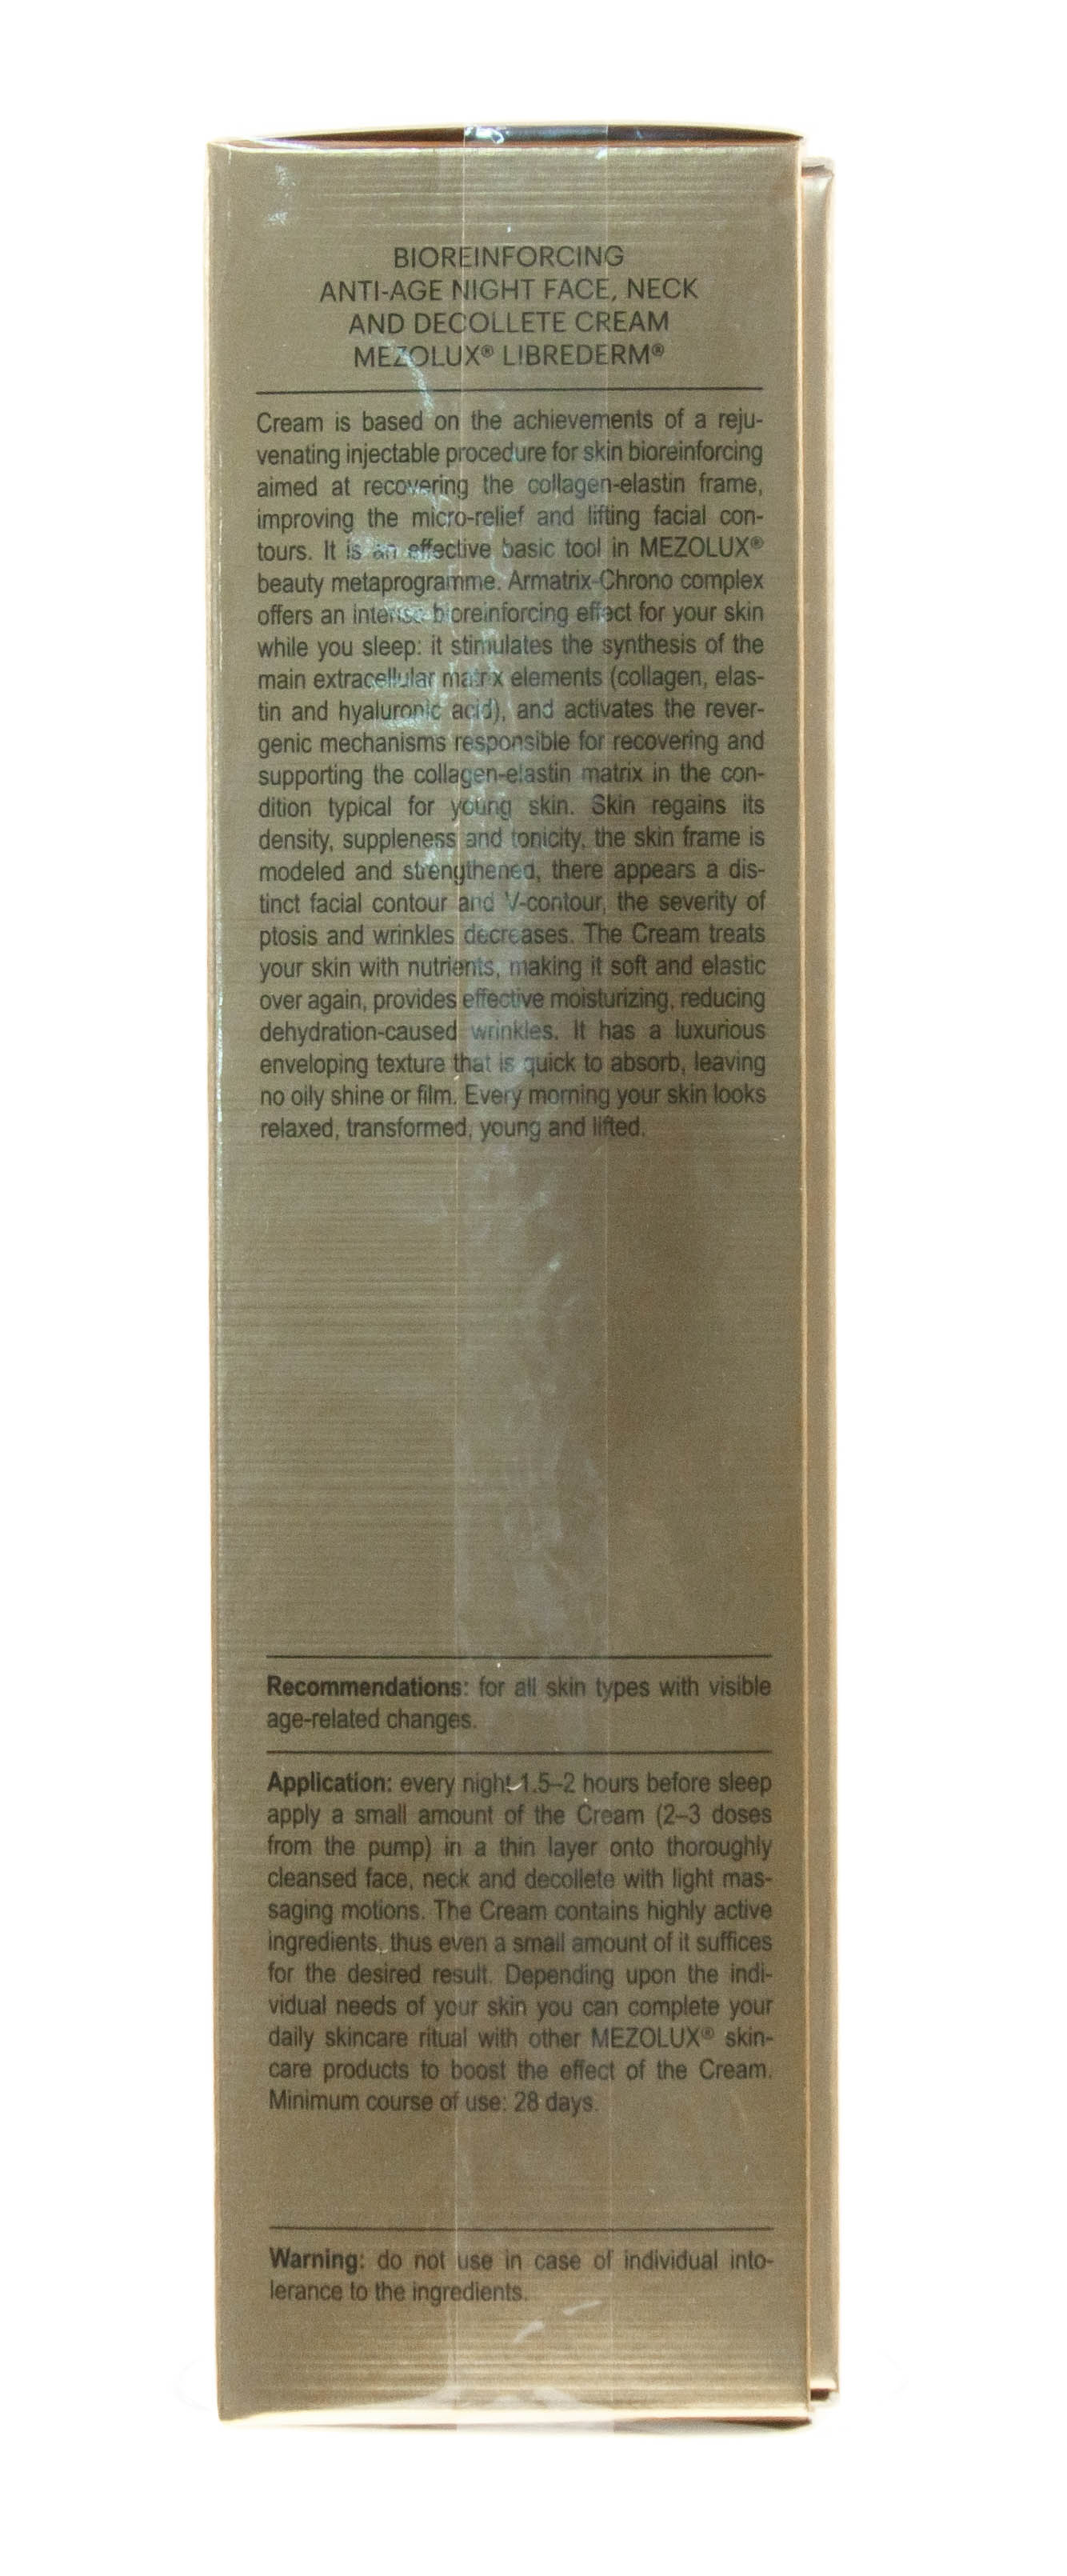 BIOREINFORCING
ANTI-AGE NIGHT FACE, NECK
AND DECOLLETE CREAM
MEZOLUX® LIBREDERM®
Cream is based on the achievements of a reju-
venating injectable procedure for skin bioreinforcing
aimed at recovering the collagen-elastin frame,
improving the micro-relief and lifting facial con-
tours. It is an effective basic tool in MEZOLUX®
beauty metaprogramme. Armatrix-Chrono complex
offers an intense bioreinforcing effect for your skin
while you sleep: it stimulates the synthesis of the
main extracellular matrix elements (collagen, elas-
tin and hyaluronic acid), and activates the rever-
genic mechanisms responsible for recovering and
supporting the collagen-elastin matrix in the con-
dition typical for young skin. Skin regains its
density, suppleness and tonicity, the skin frame is
modeled and strengthened, there appears a dis-
tinct facial contour and V-contour, the severity of
ptosis and wrinkles decreases. The Cream treats
your skin with nutrients, making it soft and elastic
over again, provides effective moisturizing, reducing
dehydration-caused wrinkles. It has a luxurious
enveloping texture that is quick to absorb, leaving
no oily shine or film. Every morning your skin looks
relaxed, transformed, young and lifted.
Recommendations: for all skin types with visible
age-related changes.
Application: every night 1.5–2 hours before sleep
apply a small amount of the Cream (2–3 doses
from the pump) in a thin layer onto thoroughly
cleansed face, neck and decollete with light mas-
saging motions. The Cream contains highly active
ingredients, thus even a small amount of it suffices
for the desired result. Depending upon the indi-
vidual needs of your skin you can complete your
daily skincare ritual with other MEZOLUX® skin-
care products to boost the effect of the Cream.
Minimum course of use: 28 days.
Warning: do not use in case of individual into-
lerance to the ingredients.